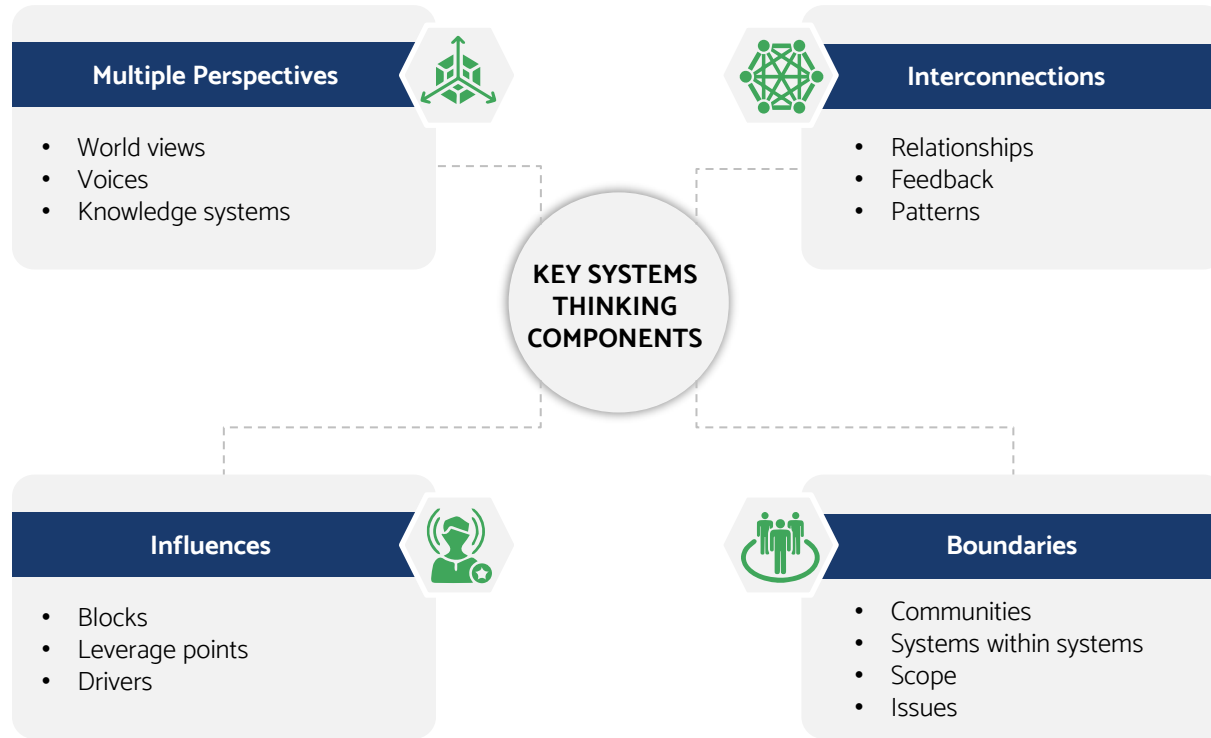 Multiple Perspectives
• World views
• Voices
• Knowledge systems
Interconnections
• Relationships
• Feedback
• Patterns
KEY SYSTEMS
THINKING
COMPONENTS
Influences
• Blocks
• Leverage points
• Drivers
Boundaries
• Communities
• Systems within systems
• Scope
• Issues